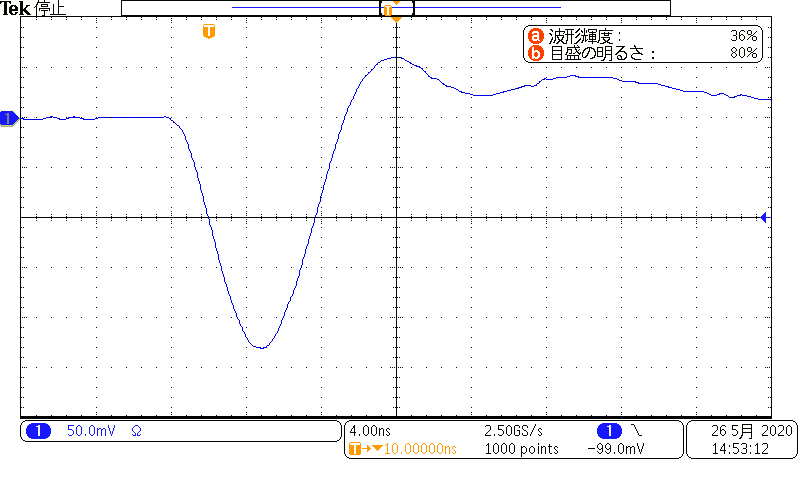 Tek 停止
T
T
a 波形輝度： 36%
b 目盛の明るさ： 80%
1
1 50.0mV Ω
4.00ns 2.50GS/s 1 -99.0mV
T→▼10.00000ns 1000 points
26 5月 2020
14:53:12